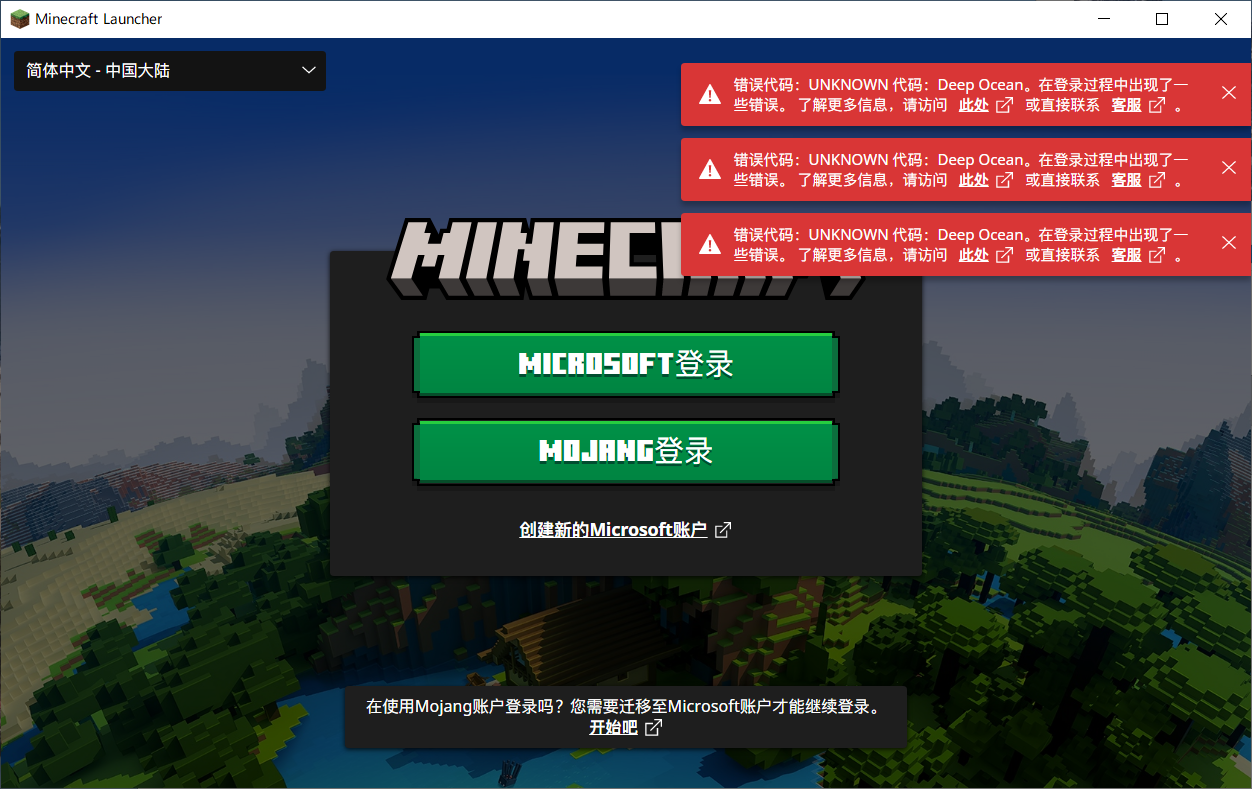 Minecraft Launcher
简体中文 - 中国大陆
错误代码：UNKNOWN 代码：Deep Ocean。在登录过程中出现了一
些错误。 了解更多信息，请访问 此处 或直接联系 客服 。
错误代码：UNKNOWN 代码：Deep Ocean。在登录过程中出现了一
些错误。 了解更多信息，请访问 此处 或直接联系 客服 。
错误代码：UNKNOWN 代码：Deep Ocean。在登录过程中出现了一
些错误。 了解更多信息，请访问 此处 或直接联系 客服 。
MINEC
MICROSOFT登录
MOJANG登录
创建新的Microsoft账户
在使用Mojang账户登录吗？您需要迁移至Microsoft账户才能继续登录。
开始吧